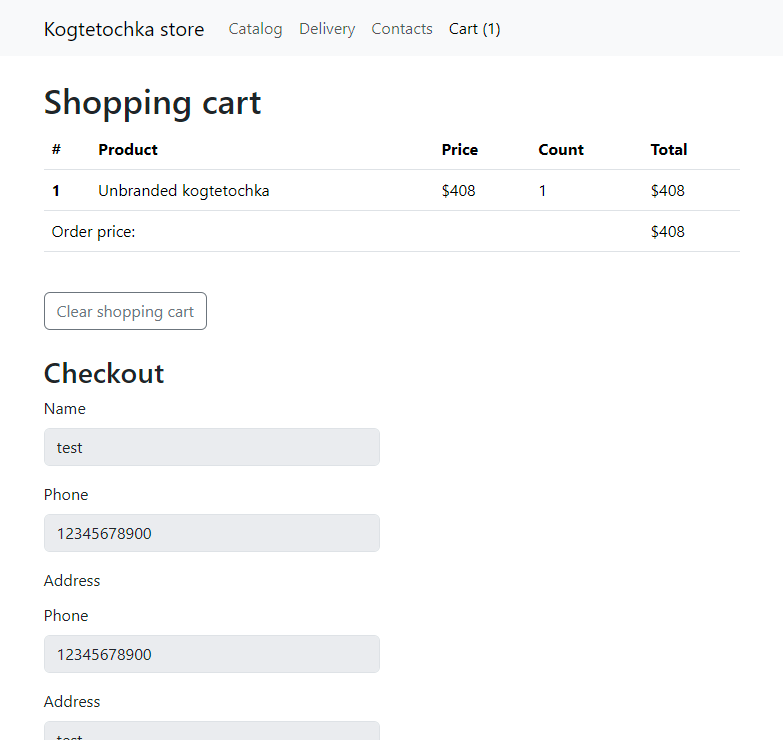 Kogtetochka store Catalog Delivery Contacts Cart (1)
Shopping cart
# Product Price Count Total
1 Unbranded kogtetochka $408 1 $408
Order price: $408
Clear shopping cart
Checkout
Name
test
Phone
12345678900
Address
Phone
12345678900
Address
test